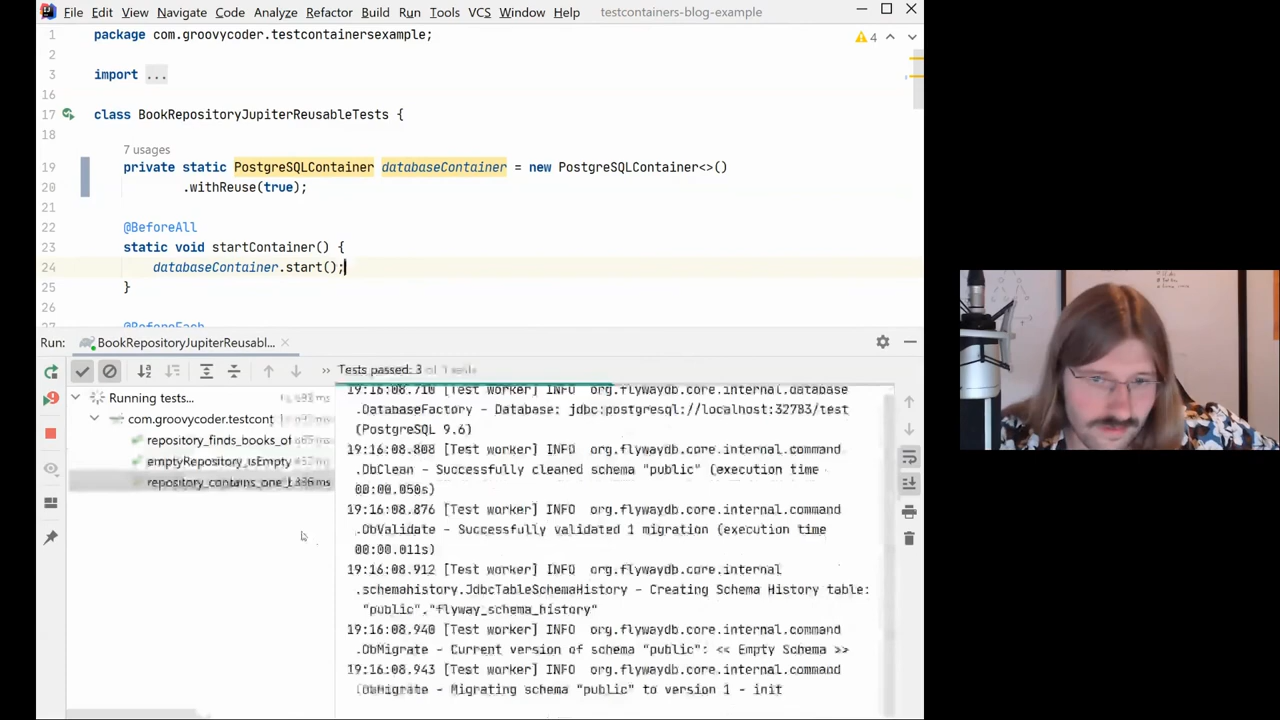 File Edit View Navigate Code Analyze Refactor Build Run Tools VCS Window Help testcontainers-blog-example
1 package com.groovycoder.testcontainersexample; 4
2
3 import ...
16
17 class BookRepositoryJupiterReusableTests {
18
7 usages
19 private static PostgreSQLContainer databaseContainer = new PostgreSQLContainer<>()
20 .withReuse(true);
21
22 @BeforeAll
23 static void startContainer() {
24 databaseContainer.start();
25 }
26
27 @BeforeEach
Run: BookRepositoryJupiterReusabl...
Tests passed: 3
Running tests...
com.groovycoder.testcont
repository_finds_books_of
emptyRepository_isEmpty
repository_contains_one_b
19:16:08.710 [Test worker] INFO org.flywaydb.core.internal.database
.DatabaseFactory – Database: jdbc:postgresql://localhost:32783/test
(PostgreSQL 9.6)
19:16:08.808 [Test worker] INFO org.flywaydb.core.internal.command
.DbClean – Successfully cleaned schema "public" (execution time
00:00.050s)
19:16:08.876 [Test worker] INFO org.flywaydb.core.internal.command
.DbValidate – Successfully validated 1 migration (execution time
00:00.011s)
19:16:08.912 [Test worker] INFO org.flywaydb.core.internal
.schemahistory.JdbcTableSchemaHistory – Creating Schema History table:
"public"."flyway_schema_history"
19:16:08.940 [Test worker] INFO org.flywaydb.core.internal.command
.DbMigrate – Current version of schema "public": << Empty Schema >>
19:16:08.943 [Test worker] INFO org.flywaydb.core.internal.command
.DbMigrate – Migrating schema "public" to version 1 - init